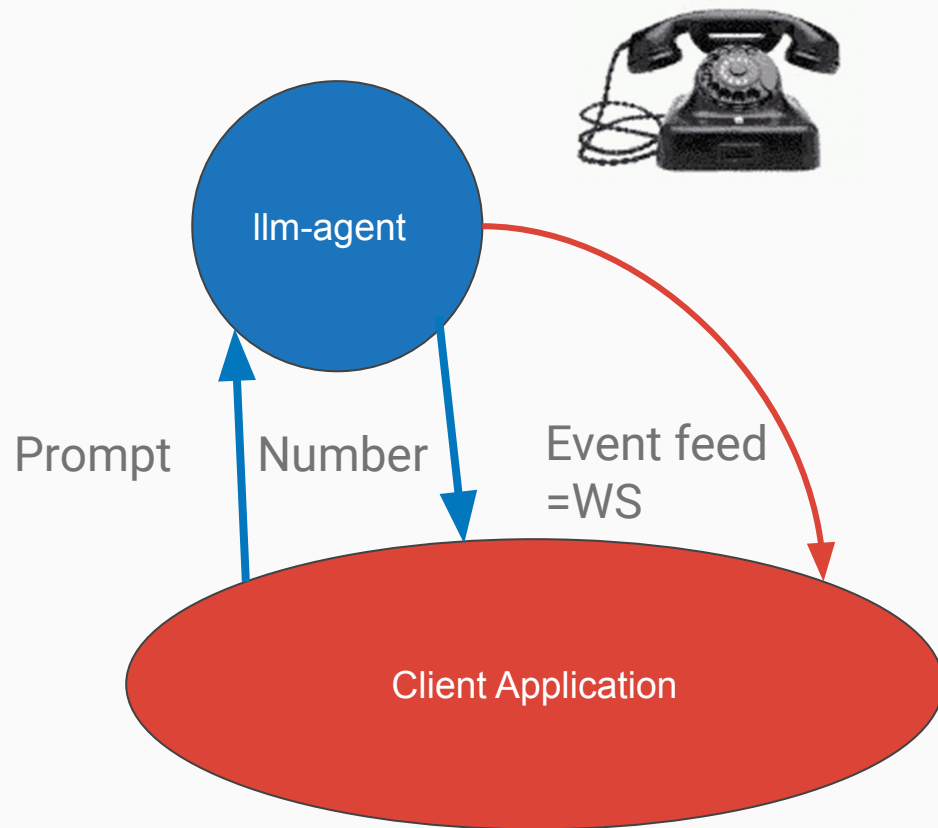 llm-agent
Prompt
Number
Event feed
=WS
Client Application